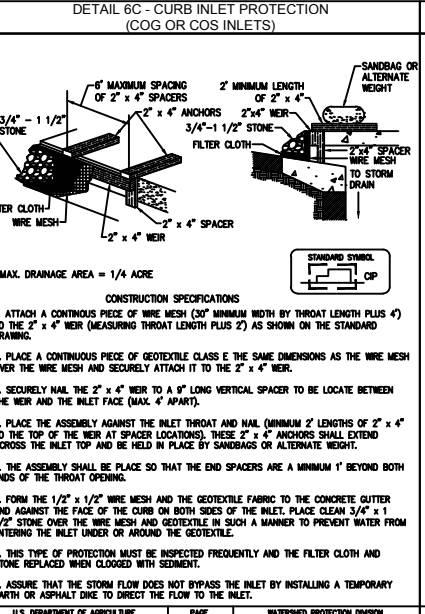 DETAIL 6C - CURB INLET PROTECTION
(COG OR COS INLETS)
6" MAXIMUM SPACING
OF 2" x 4" SPACERS
2" x 4" ANCHORS
3/4" - 1 1/2"
STONE
TER CLOTH
WIRE MESH
2" x 4" SPACER
2" x 4" WEIR
SANDBAG OR
ALTERNATE
WEIGHT
2' MINIMUM LENGTH
OF 2" x 4"
2"x4" WEIR
3/4"-1 1/2" STONE
FILTER CLOTH
2"x4" SPACER
WIRE MESH
TO STORM
DRAIN
STANDARD SYMBOL
CIP
MAX. DRAINAGE AREA = 1/4 ACRE
CONSTRUCTION SPECIFICATIONS
. ATTACH A CONTINOUS PIECE OF WIRE MESH (30" MINIMUM WIDTH BY THROAT LENGTH PLUS 4')
O THE 2" x 4" WEIR (MEASURING THROAT LENGTH PLUS 2') AS SHOWN ON THE STANDARD
RAWING.
. PLACE A CONTINUOUS PIECE OF GEOTEXTILE CLASS E THE SAME DIMENSIONS AS THE WIRE MESH
VER THE WIRE MESH AND SECURELY ATTACH IT TO THE 2" x 4" WEIR.
. SECURELY NAIL THE 2" x 4" WEIR TO A 9" LONG VERTICAL SPACER TO BE LOCATE BETWEEN
HE WEIR AND THE INLET FACE (MAX. 4' APART).
. PLACE THE ASSEMBLY AGAINST THE INLET THROAT AND NAIL (MINIMUM 2' LENGTHS OF 2" x 4"
O THE TOP OF THE WEIR AT SPACER LOCATIONS). THESE 2" x 4" ANCHORS SHALL EXTEND
CROSS THE INLET TOP AND BE HELD IN PLACE BY SANDBAGS OR ALTERNATE WEIGHT.
. THE ASSEMBLY SHALL BE PLACE SO THAT THE END SPACERS ARE A MINIMUM 1' BEYOND BOTH
NDS OF THE THROAT OPENING.
. FORM THE 1/2" x 1/2" WIRE MESH AND THE GEOTEXTILE FABRIC TO THE CONCRETE GUTTER
ND AGAINST THE FACE OF THE CURB ON BOTH SIDES OF THE INLET. PLACE CLEAN 3/4" x 1
/2" STONE OVER THE WIRE MESH AND GEOTEXTILE IN SUCH A MANNER TO PREVENT WATER FROM
NTERING THE INLET UNDER OR AROUND THE GEOTEXTILE.
. THIS TYPE OF PROTECTION MUST BE INSPECTED FREQUENTLY AND THE FILTER CLOTH AND
TONE REPLACED WHEN CLOGGED WITH SEDIMENT.
. ASSURE THAT THE STORM FLOW DOES NOT BYPASS THE INLET BY INSTALLING A TEMPORARY
ARTH OR ASPHALT DIKE TO DIRECT THE FLOW TO THE INLET.
U.S. DEPARTMENT OF AGRICULTURE PAGE WATERSHED PROTECTION DIVISION